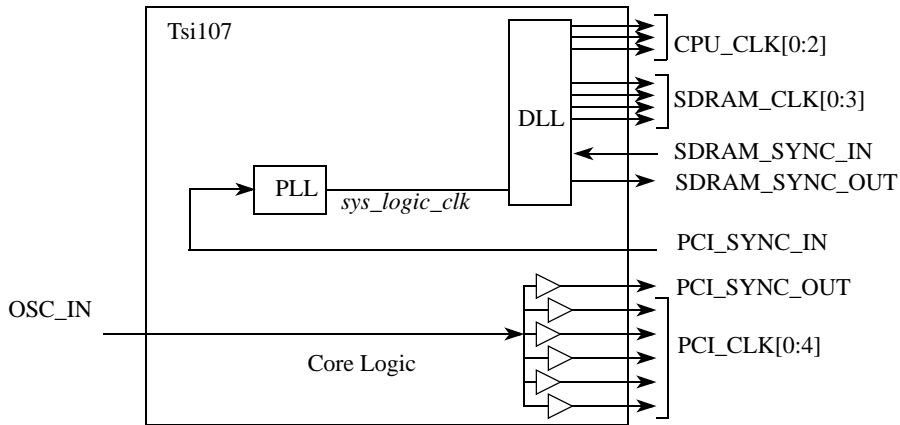 Tsi107
CPU_CLK[0:2]
SDRAM_CLK[0:3]
DLL
SDRAM_SYNC_IN
SDRAM_SYNC_OUT
PLL
sys_logic_clk
PCI_SYNC_IN
PCI_SYNC_OUT
OSC_IN
PCI_CLK[0:4]
Core Logic